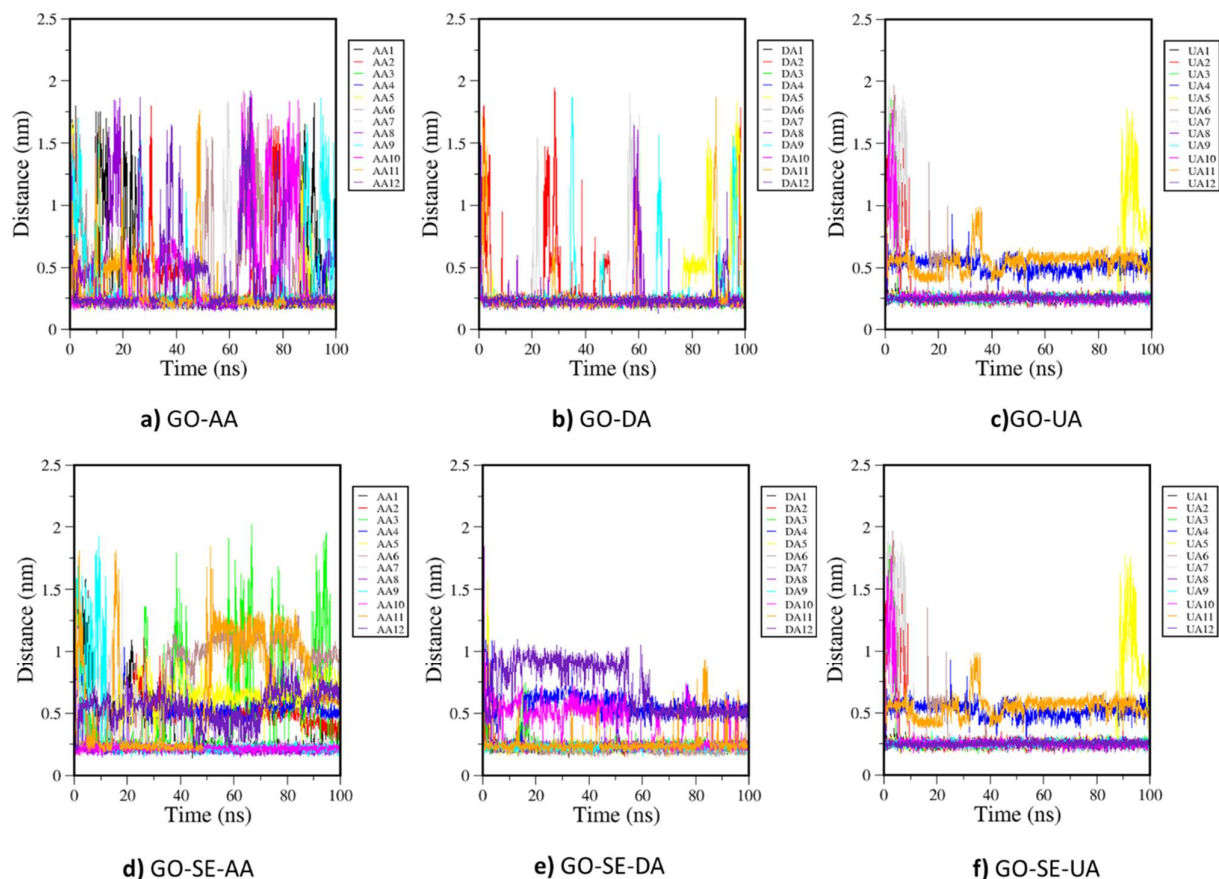 2.5
2
1.5
1
0.5
0
Distance (nm)
0 20 40 60 80 100
Time (ns)
AA1
AA2
AA3
AA4
AA5
AA6
AA7
AA8
AA9
AA10
AA11
AA12
a) GO-AA
2.5
2
1.5
1
0.5
0
Distance (nm)
0 20 40 60 80 100
Time (ns)
DA1
DA2
DA3
DA4
DA5
DA6
DA7
DA8
DA9
DA10
DA11
DA12
b) GO-DA
2.5
2
1.5
1
0.5
0
Distance (nm)
0 20 40 60 80 100
Time (ns)
UA1
UA2
UA3
UA4
UA5
UA6
UA7
UA8
UA9
UA10
UA11
UA12
c)GO-UA
2.5
2
1.5
1
0.5
0
Distance (nm)
0 20 40 60 80 100
Time (ns)
AA1
AA2
AA3
AA4
AA5
AA6
AA7
AA8
AA9
AA10
AA11
AA12
d) GO-SE-AA
2.5
2
1.5
1
0.5
0
Distance (nm)
0 20 40 60 80 100
Time (ns)
DA1
DA2
DA3
DA4
DA5
DA6
DA7
DA8
DA9
DA10
DA11
DA12
e) GO-SE-DA
2.5
2
1.5
1
0.5
0
Distance (nm)
0 20 40 60 80 100
Time (ns)
UA1
UA2
UA3
UA4
UA5
UA6
UA7
UA8
UA9
UA10
UA11
UA12
f) GO-SE-UA